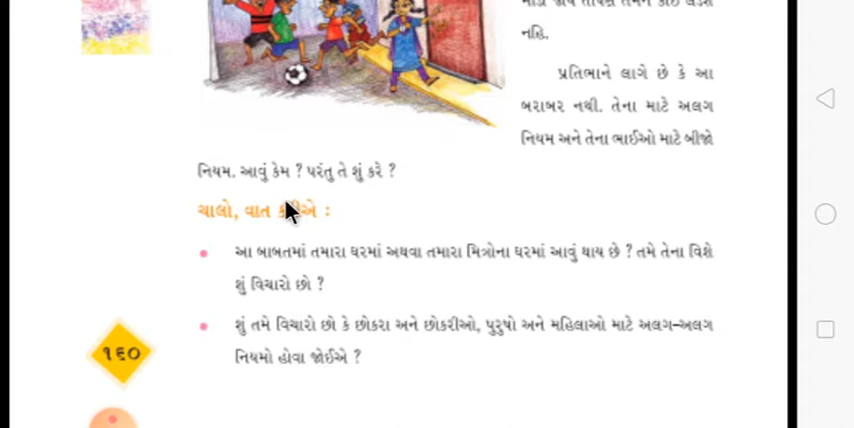 નહિ.
પ્રતિભાને લાગે છે કે આ
બરાબર નથી. તેના માટે અલગ
નિયમ અને તેના ભાઈઓ માટે બીજો
નિયમ. આવું કેમ ? પરંતુ તે શું કરે ?
ચાલો, વાત કરીએ :
આ બાબતમાં તમારા ઘરમાં અથવા તમારા મિત્રોના ઘરમાં આવું થાય છે ? તમે તેના વિશે
શું વિચારો છો ?
શું તમે વિચારો છો કે છોકરા અને છોકરીઓ, પુરુષો અને મહિલાઓ માટે અલગ-અલગ
નિયમો હોવા જોઈએ ?
૧૬૦